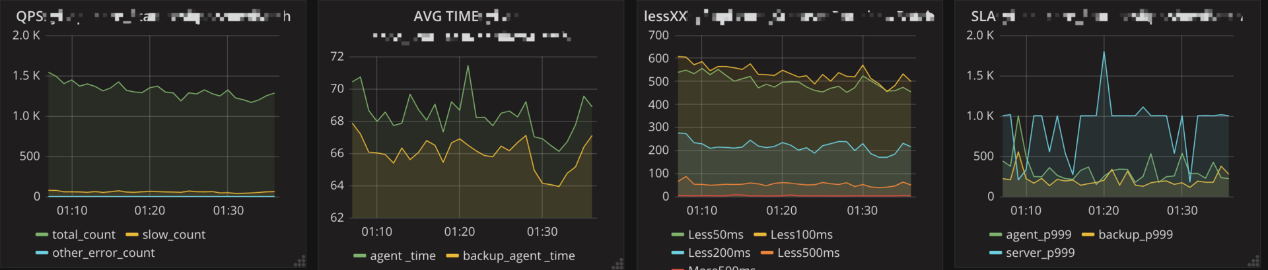 QPS
2.0 K
1.5 K
1.0 K
500
0
01:10 01:20 01:30
total_count slow_count
other_error_count
AVG TIME
72
70
68
66
64
62
01:10 01:20 01:30
agent _time backup_agent _time
lessXX
700
600
500
400
300
200
100
0
01:10 01:20 01:30
Less50ms Less100ms
Less200ms Less500ms
More500ms
SLA
2.0 K
1.5 K
1.0 K
500
0
01:10 01:20 01:30
agent_p999 backup_p999
server_p999